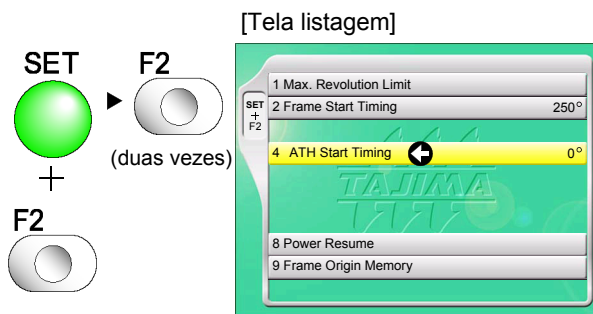 [Tela listagem]
SET
F2
(duas vezes)
+
F2
SET
+
F2
1 Max. Revolution Limit
2 Frame Start Timing 250°
4 ATH Start Timing 0°
TAJIMA
8 Power Resume
9 Frame Origin Memory